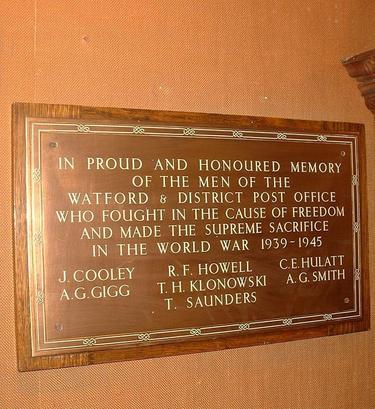 IN PROUD AND HONOURED MEMORY
OF THE MEN OF THE
WATFORD & DISTRICT POST OFFICE
WHO FOUGHT IN THE CAUSE OF FREEDOM
AND MADE THE SUPREME SACRIFICE
IN THE WORLD WAR 1939-1945
J. COOLEY R. F. HOWELL C. E. HULATT
A. G. GIGG T. H. KLONOWSKI A. G. SMITH
T. SAUNDERS